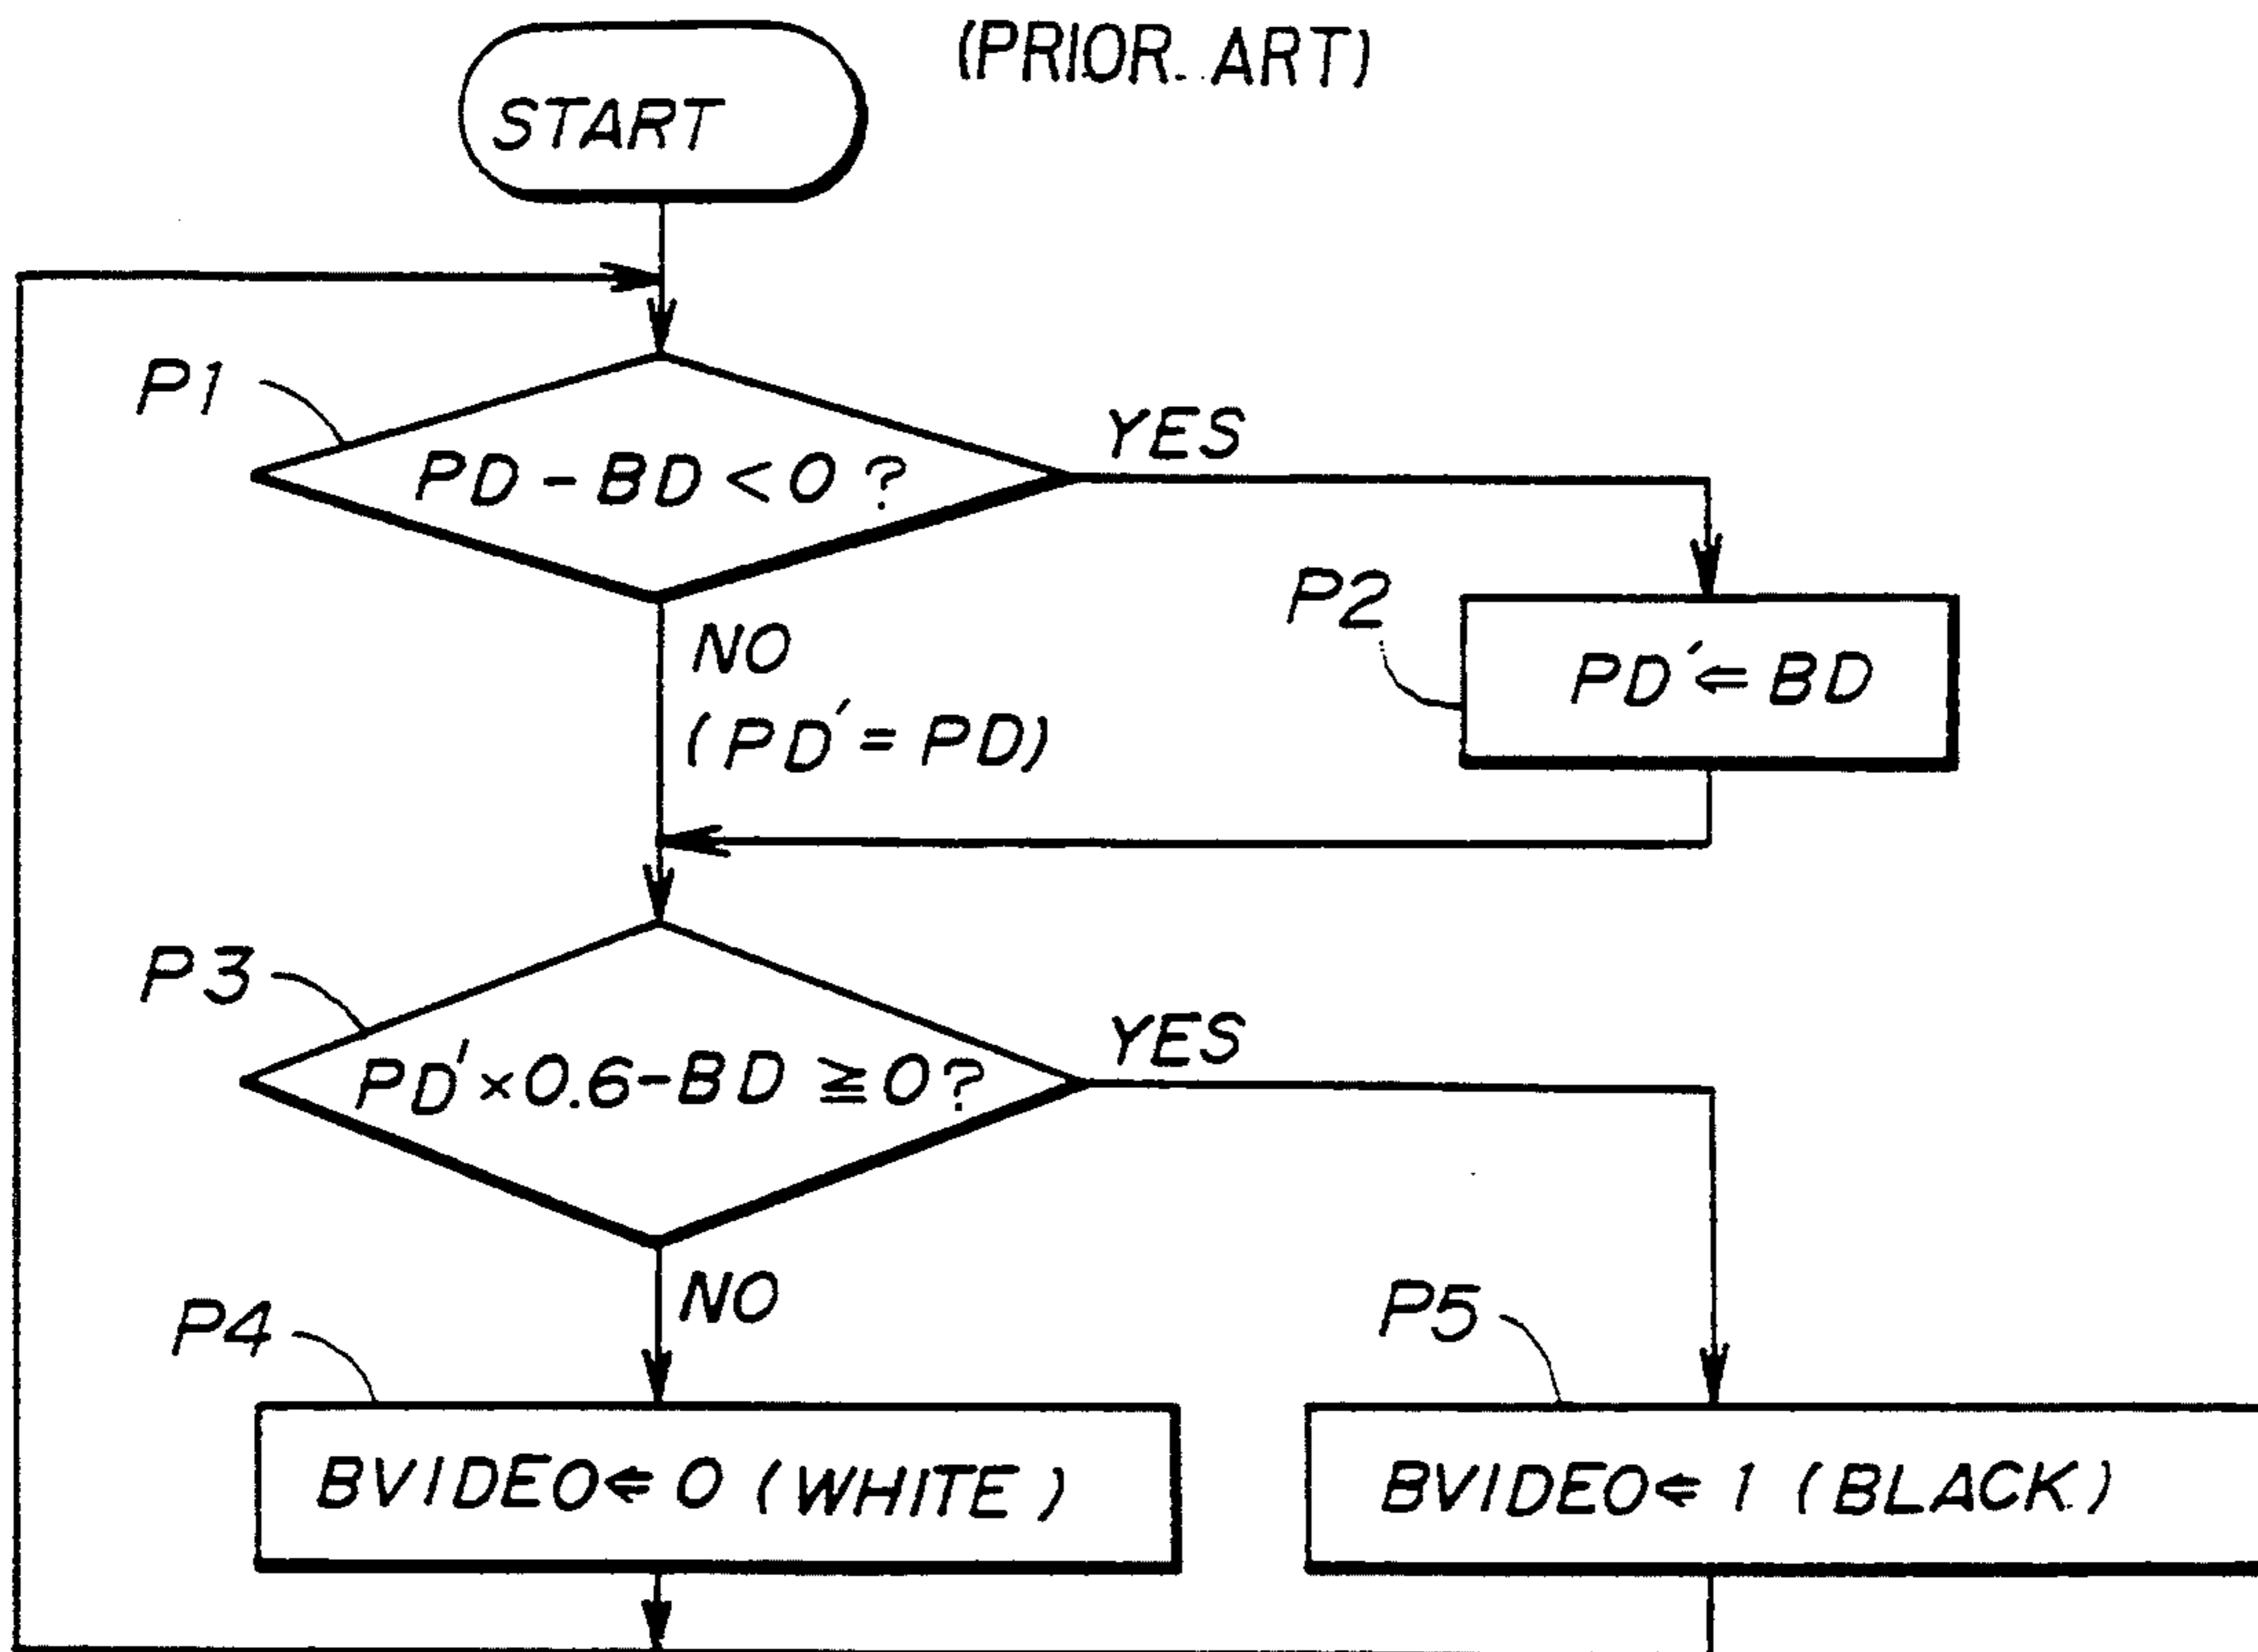 (PRIOR ART)
START
P1
PD - BD < 0 ?
YES
P2
PD' ⇐ BD
NO
(PD' = PD)
P3
PD' × 0.6 - BD ≧ 0 ?
YES
NO
P4
P5
BVIDEO ⇐ 0 (WHITE)
BVIDEO ⇐ 1 (BLACK)